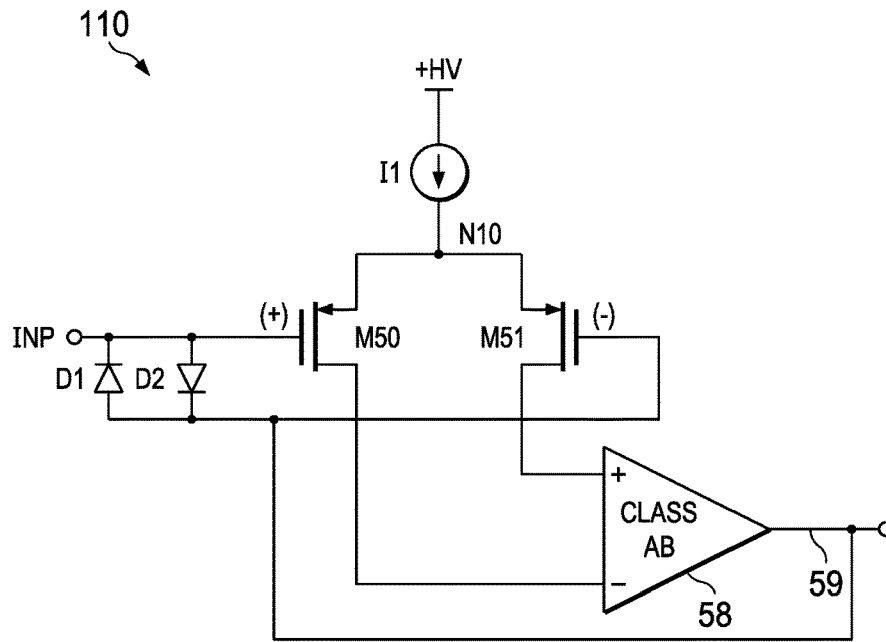 110
+HV
I1
N10
(+)
(-)
INP
M50
M51
D1
D2
+
CLASS
AB
-
59
58